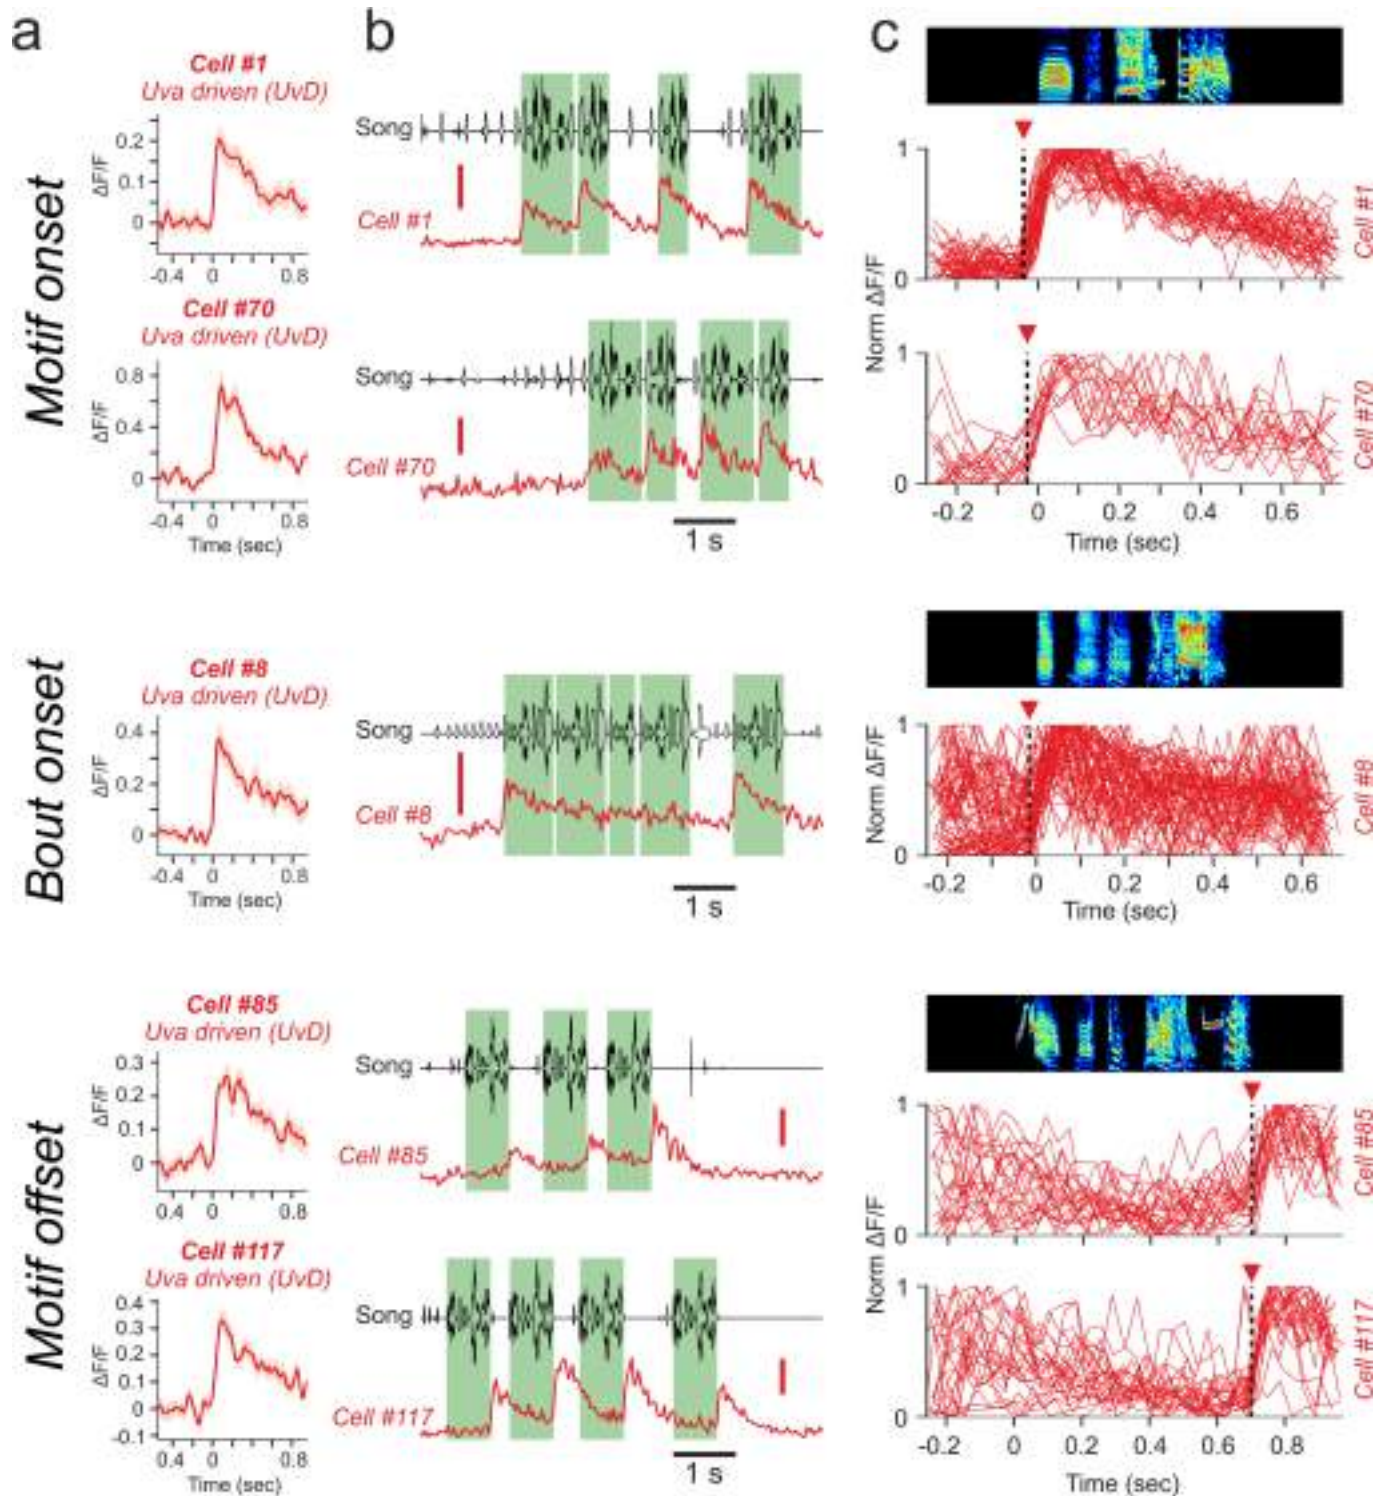 a
b
c
Motif onset
Cell #1
Uva driven (UvD)
ΔF/F
0.2
0.1
0
-0.4 0 0.8
Song
Cell #1
1
0
Cell #1
Cell #70
Uva driven (UvD)
ΔF/F
0.8
0.4
0
-0.4 0 0.8
Time (sec)
Song
Cell #70
1 s
Norm ΔF/F
1
0
-0.2 0 0.2 0.4 0.6
Time (sec)
Cell #70
Bout onset
Cell #8
Uva driven (UvD)
ΔF/F
0.4
0.2
0
-0.4 0 0.8
Time (sec)
Song
Cell #8
1 s
Norm ΔF/F
1
0
-0.2 0 0.2 0.4 0.6
Time (sec)
Cell #8
Motif offset
Cell #85
Uva driven (UvD)
ΔF/F
0.3
0.2
0.1
0
0.4 0 0.8
Song
Cell #85
1
0
Cell #85
Cell #117
Uva driven (UvD)
ΔF/F
0.4
0.3
0.2
0.1
0
-0.1
0.4 0 0.8
Time (sec)
Song
Cell #117
1 s
Norm ΔF/F
1
0
-0.2 0 0.2 0.4 0.6 0.8
Time (sec)
Cell #117